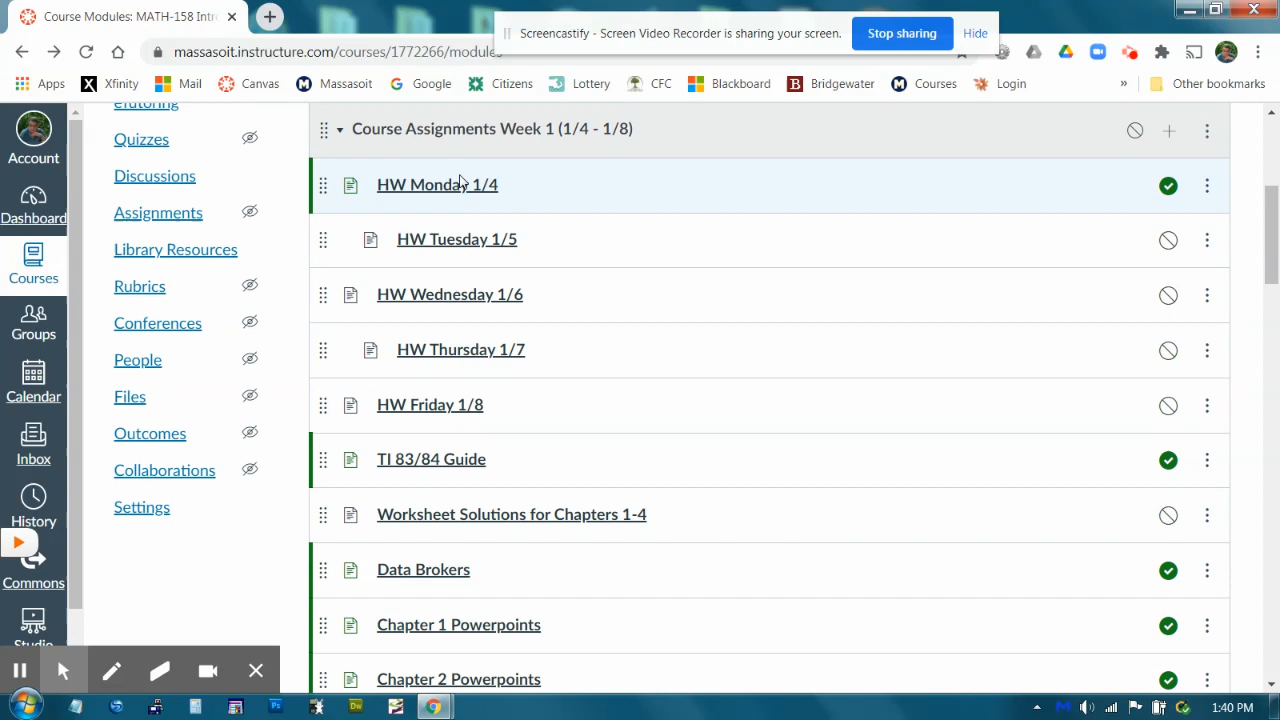 Course Modules: MATH-158 Intr
Screencastify - Screen Video Recorder is sharing your screen. Stop sharing Hide
massasoit.instructure.com/courses/1772266/modules
Apps Xfinity Mail Canvas Massasoit Google Citizens Lottery CFC Blackboard Bridgewater Courses Login » Other bookmarks
Account
Dashboard
Courses
Groups
Calendar
Inbox
History
Commons
Studio
eTutoring
Quizzes
Discussions
Assignments
Library Resources
Rubrics
Conferences
People
Files
Outcomes
Collaborations
Settings
Course Assignments Week 1 (1/4 - 1/8)
HW Monday 1/4
HW Tuesday 1/5
HW Wednesday 1/6
HW Thursday 1/7
HW Friday 1/8
TI 83/84 Guide
Worksheet Solutions for Chapters 1-4
Data Brokers
Chapter 1 Powerpoints
Chapter 2 Powerpoints
1:40 PM